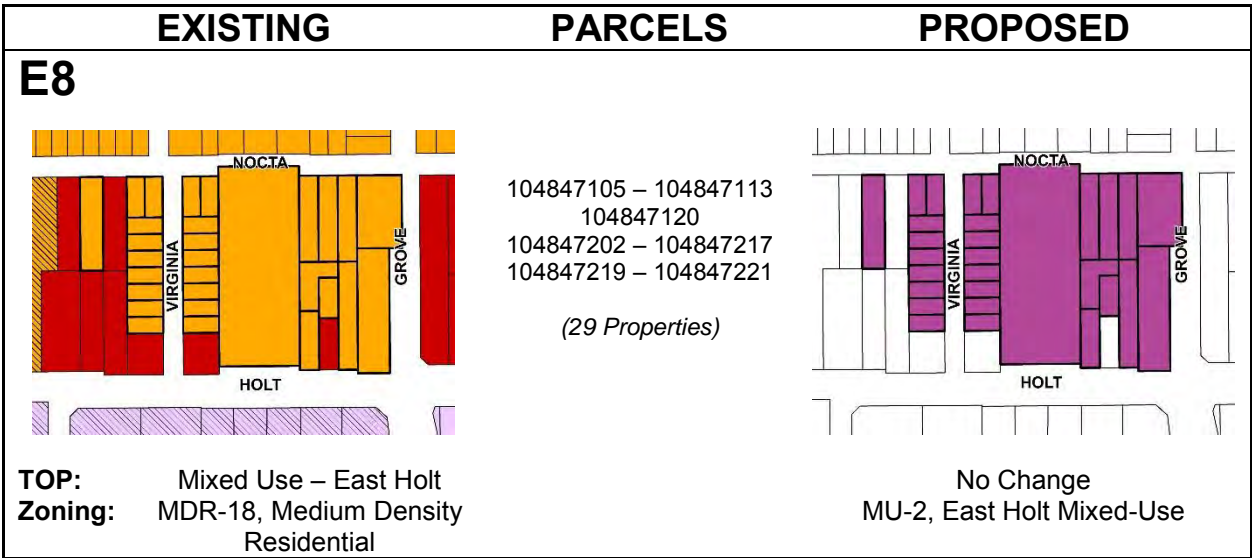 EXISTING PARCELS PROPOSED
E8
NOCTA
VIRGINIA
GROVE
HOLT
104847105 – 104847113
104847120
104847202 – 104847217
104847219 – 104847221
(29 Properties)
NOCTA
VIRGINIA
GROVE
HOLT
TOP: Mixed Use – East Holt
Zoning: MDR-18, Medium Density
Residential
No Change
MU-2, East Holt Mixed-Use